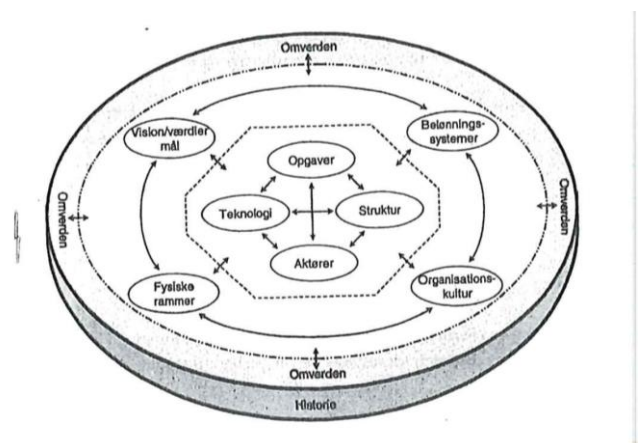 Omverden
Vision/værdier
mål
Belønnings-
systemer
Opgaver
Teknologi
Struktur
Omverden
Omverden
Aktører
Fysiske
rammer
Organisations-
kultur
Omverden
Historie